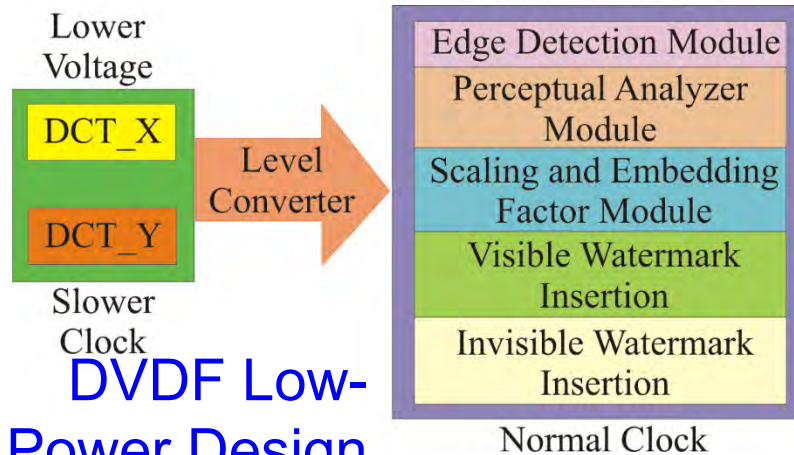 Lower
Voltage
DCT_X
DCT_Y
Slower
Clock
Level
Converter
Edge Detection Module
Perceptual Analyzer
Module
Scaling and Embedding
Factor Module
Visible Watermark
Insertion
Invisible Watermark
Insertion
Normal Clock
DVDF Low-
Power Design